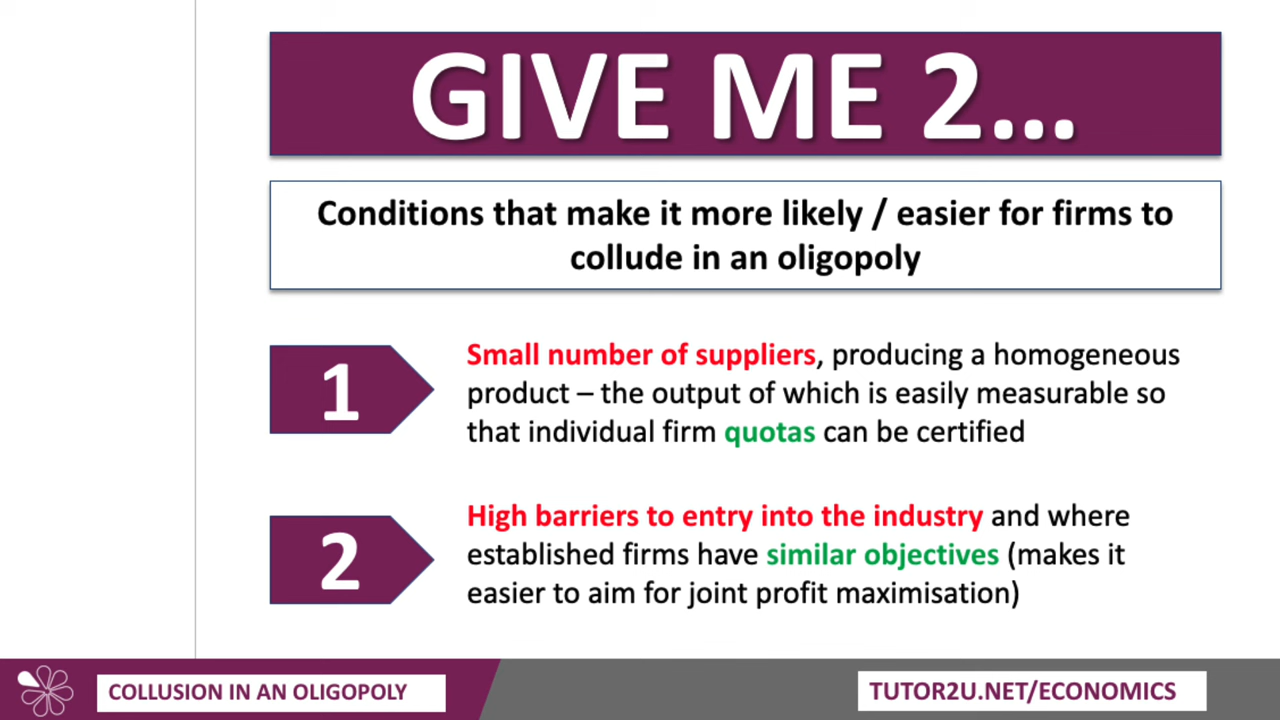 GIVE ME 2...
Conditions that make it more likely / easier for firms to
collude in an oligopoly
1
Small number of suppliers, producing a homogeneous
product – the output of which is easily measurable so
that individual firm quotas can be certified
2
High barriers to entry into the industry and where
established firms have similar objectives (makes it
easier to aim for joint profit maximisation)
COLLUSION IN AN OLIGOPOLY
TUTOR2U.NET/ECONOMICS